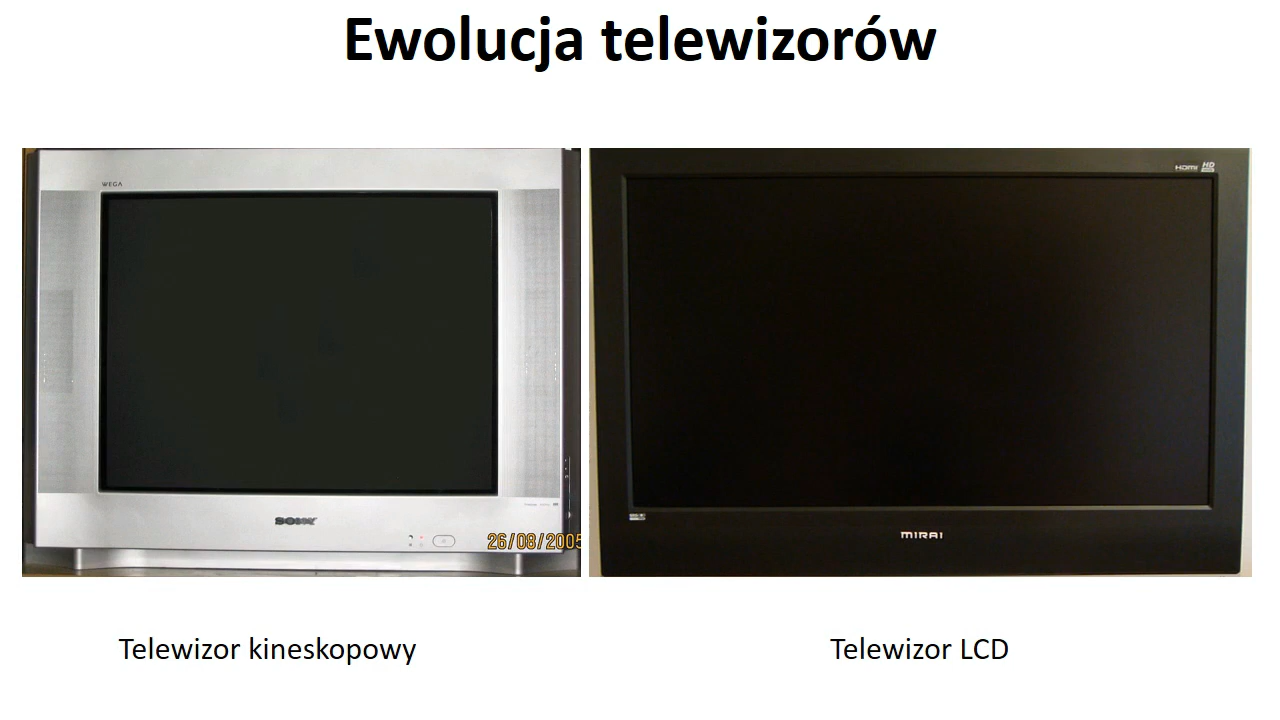 Ewolucja telewizorów
WEGA
HDMI HD
SONY
26/08/2005
MIRAI
Telewizor kineskopowy
Telewizor LCD